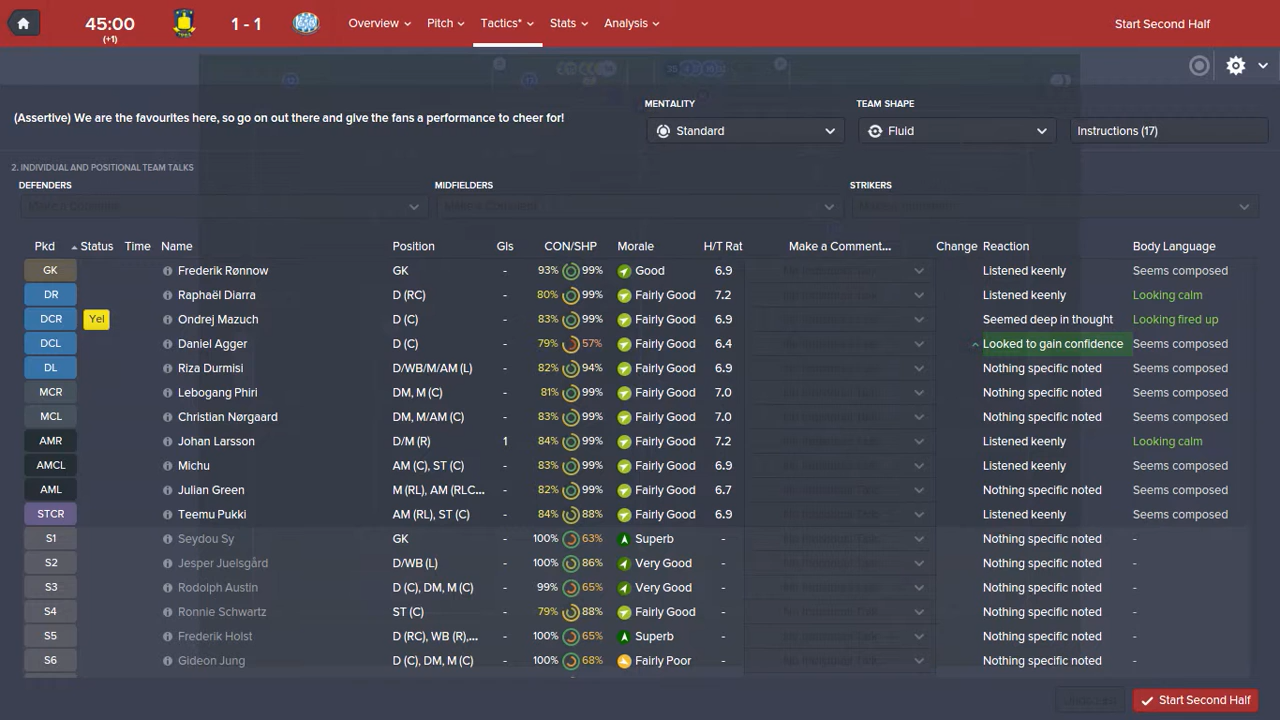 45:00
(+1)
1 - 1
Overview
Pitch
Tactics*
Stats
Analysis
Start Second Half
(Assertive) We are the favourites here, so go on out there and give the fans a performance to cheer for!
MENTALITY
Standard
TEAM SHAPE
Fluid
Instructions (17)
2. INDIVIDUAL AND POSITIONAL TEAM TALKS
DEFENDERS
MIDFIELDERS
STRIKERS
Make a Comment...
Make a Comment...
Make a Comment...
Pkd Status Time Name Position Gls CON/SHP Morale H/T Rat Make a Comment... Change Reaction Body Language
GK Frederik Rønnow GK - 93% 99% Good 6.9 Listened keenly Seems composed
DR Raphaël Diarra D (RC) - 80% 99% Fairly Good 7.2 Listened keenly Looking calm
DCR Yel Ondrej Mazuch D (C) - 83% 99% Fairly Good 6.9 Seemed deep in thought Looking fired up
DCL Daniel Agger D (C) - 79% 57% Fairly Good 6.4 Looked to gain confidence Seems composed
DL Riza Durmisi D/WB/M/AM (L) - 82% 94% Fairly Good 6.9 Nothing specific noted Seems composed
MCR Lebogang Phiri DM, M (C) - 81% 99% Fairly Good 7.0 Nothing specific noted Seems composed
MCL Christian Nørgaard DM, M/AM (C) - 83% 99% Fairly Good 7.0 Nothing specific noted Seems composed
AMR Johan Larsson D/M (R) 1 84% 99% Fairly Good 7.2 Listened keenly Looking calm
AMCL Michu AM (C), ST (C) - 83% 99% Fairly Good 6.9 Listened keenly Seems composed
AML Julian Green M (RL), AM (RLC... - 82% 99% Fairly Good 6.7 Nothing specific noted Seems composed
STCR Teemu Pukki AM (RL), ST (C) - 84% 88% Fairly Good 6.9 Listened keenly Seems composed
S1 Seydou Sy GK - 100% 63% Superb - Nothing specific noted -
S2 Jesper Juelsgård D/WB (L) - 100% 86% Very Good - Nothing specific noted -
S3 Rodolph Austin D (C), DM, M (C) - 99% 65% Very Good - Nothing specific noted -
S4 Ronnie Schwartz ST (C) - 79% 88% Fairly Good - Nothing specific noted -
S5 Frederik Holst D (RC), WB (R),... - 100% 65% Superb - Nothing specific noted -
S6 Gideon Jung D (C), DM, M (C) - 100% 68% Fairly Poor - Nothing specific noted -
Start Second Half